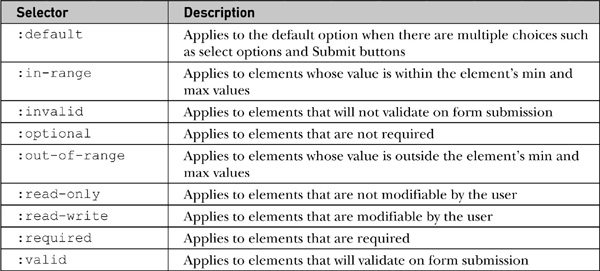 Selector Description
:default Applies to the default option when there are multiple choices such
as select options and Submit buttons
:in-range Applies to elements whose value is within the element’s min and
max values
:invalid Applies to elements that will not validate on form submission
:optional Applies to elements that are not required
:out-of-range Applies to elements whose value is outside the element’s min and
max values
:read-only Applies to elements that are not modifiable by the user
:read-write Applies to elements that are modifiable by the user
:required Applies to elements that are required
:valid Applies to elements that will validate on form submission